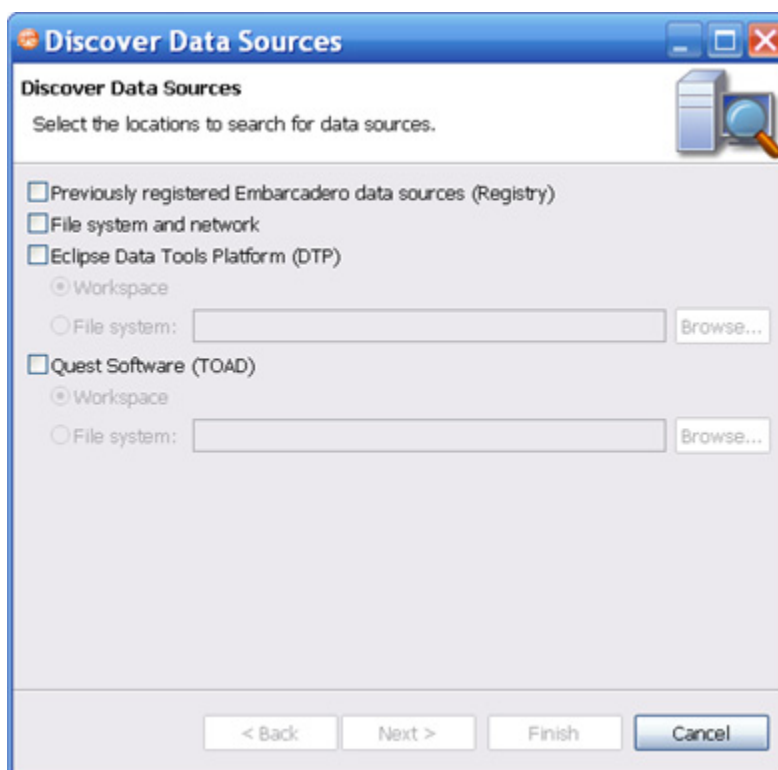 Discover Data Sources
Discover Data Sources
Select the locations to search for data sources.
Previously registered Embarcadero data sources (Registry)
File system and network
Eclipse Data Tools Platform (DTP)
Workspace
File system: Browse...
Quest Software (TOAD)
Workspace
File system: Browse...
< Back Next > Finish Cancel